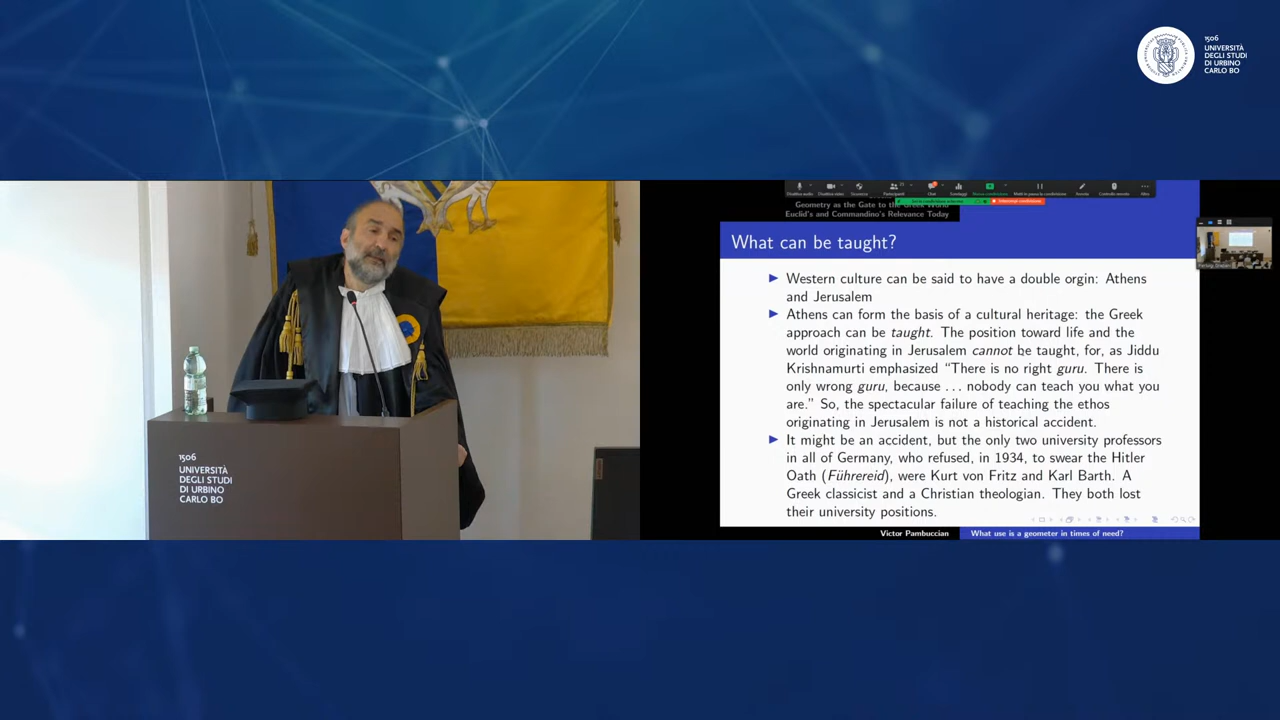 1506
UNIVERSITÀ
DEGLI STUDI
DI URBINO
CARLO BO
1506
UNIVERSITÀ
DEGLI STUDI
DI URBINO
CARLO BO
Geometry as the Gate to the Greek World
Euclid's and Commandino's Relevance Today
What can be taught?
Western culture can be said to have a double orgin: Athens
and Jerusalem
Athens can form the basis of a cultural heritage: the Greek
approach can be taught. The position toward life and the
world originating in Jerusalem cannot be taught, for, as Jiddu
Krishnamurti emphasized “There is no right guru. There is
only wrong guru, because . . . nobody can teach you what you
are.” So, the spectacular failure of teaching the ethos
originating in Jerusalem is not a historical accident.
It might be an accident, but the only two university professors
in all of Germany, who refused, in 1934, to swear the Hitler
Oath (Führereid), were Kurt von Fritz and Karl Barth. A
Greek classicist and a Christian theologian. They both lost
their university positions.
Victor Pambuccian
What use is a geometer in times of need?